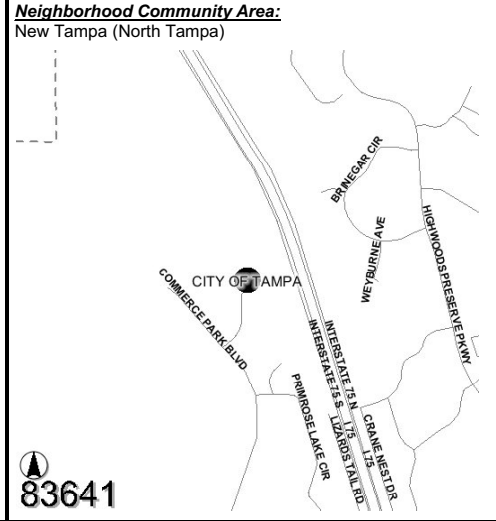 Neighborhood Community Area:
New Tampa (North Tampa)
BRINEGAR CIR
WEYBURNE AVE
HIGHWOODS PRESERVE PKWY
CITY OF TAMPA
COMMERCE PARK BLVD
INTERSTATE 75 N
INTERSTATE 75 S
I 75
I 75
PRIMROSE LAKE CIR
LIZARDS TAIL RD
CRANE NEST DR
83641